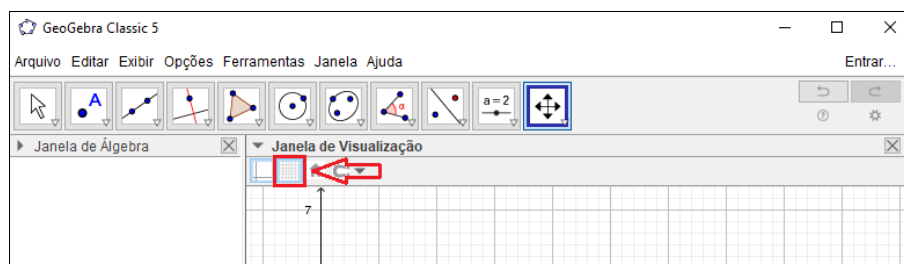 GeoGebra Classic 5
Arquivo Editar Exibir Opções Ferramentas Janela Ajuda Entrar...
A α a=2
Janela de Álgebra Janela de Visualização
7